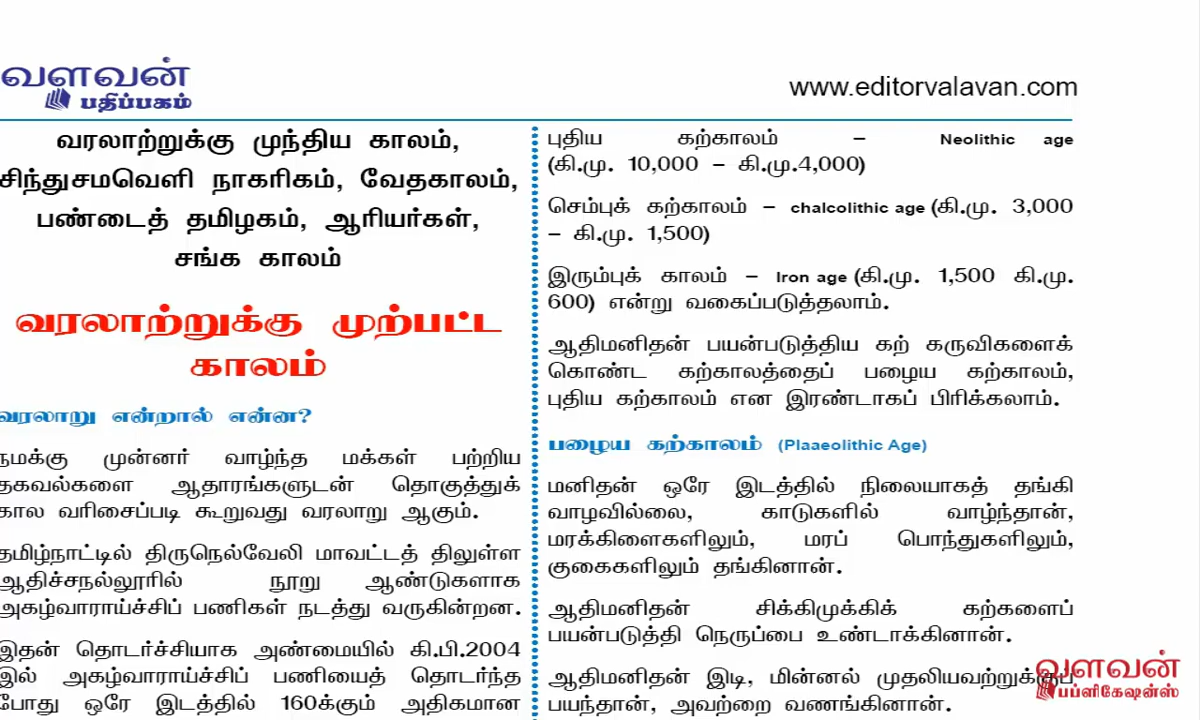 வளவன்
பதிப்பகம்
www.editorvalavan.com
வரலாற்றுக்கு முந்திய காலம்,
சிந்துசமவெளி நாகரிகம், வேதகாலம்,
பண்டைத் தமிழகம், ஆரியர்கள்,
சங்க காலம்
வரலாற்றுக்கு முற்பட்ட
காலம்
வரலாறு என்றால் என்ன?
நமக்கு முன்னர் வாழ்ந்த மக்கள் பற்றிய
தகவல்களை ஆதாரங்களுடன் தொகுத்துக்
கால வரிசைப்படி கூறுவது வரலாறு ஆகும்.
தமிழ்நாட்டில் திருநெல்வேலி மாவட்டத் திலுள்ள
ஆதிச்சநல்லூரில் நூறு ஆண்டுகளாக
அகழ்வாராய்ச்சிப் பணிகள் நடத்து வருகின்றன.
இதன் தொடர்ச்சியாக அண்மையில் கி.பி.2004
இல் அகழ்வாராய்ச்சிப் பணியைத் தொடர்ந்த
போது ஒரே இடத்தில் 160க்கும் அதிகமான
புதிய கற்காலம் – Neolithic age
(கி.மு. 10,000 – கி.மு.4,000)
செம்புக் கற்காலம் – chalcolithic age (கி.மு. 3,000
– கி.மு. 1,500)
இரும்புக் காலம் – Iron age (கி.மு. 1,500 கி.மு.
600) என்று வகைப்படுத்தலாம்.
ஆதிமனிதன் பயன்படுத்திய கற் கருவிகளைக்
கொண்ட கற்காலத்தைப் பழைய கற்காலம்,
புதிய கற்காலம் என இரண்டாகப் பிரிக்கலாம்.
பழைய கற்காலம் (Plaaeolithic Age)
மனிதன் ஒரே இடத்தில் நிலையாகத் தங்கி
வாழவில்லை, காடுகளில் வாழ்ந்தான்,
மரக்கிளைகளிலும், மரப் பொந்துகளிலும்,
குகைகளிலும் தங்கினான்.
ஆதிமனிதன் சிக்கிமுக்கிக் கற்களைப்
பயன்படுத்தி நெருப்பை உண்டாக்கினான்.
ஆதிமனிதன் இடி, மின்னல் முதலியவற்றுக்குப்
பயந்தான், அவற்றை வணங்கினான்.
வளவன்
பப்ளிகேஷன்ஸ்